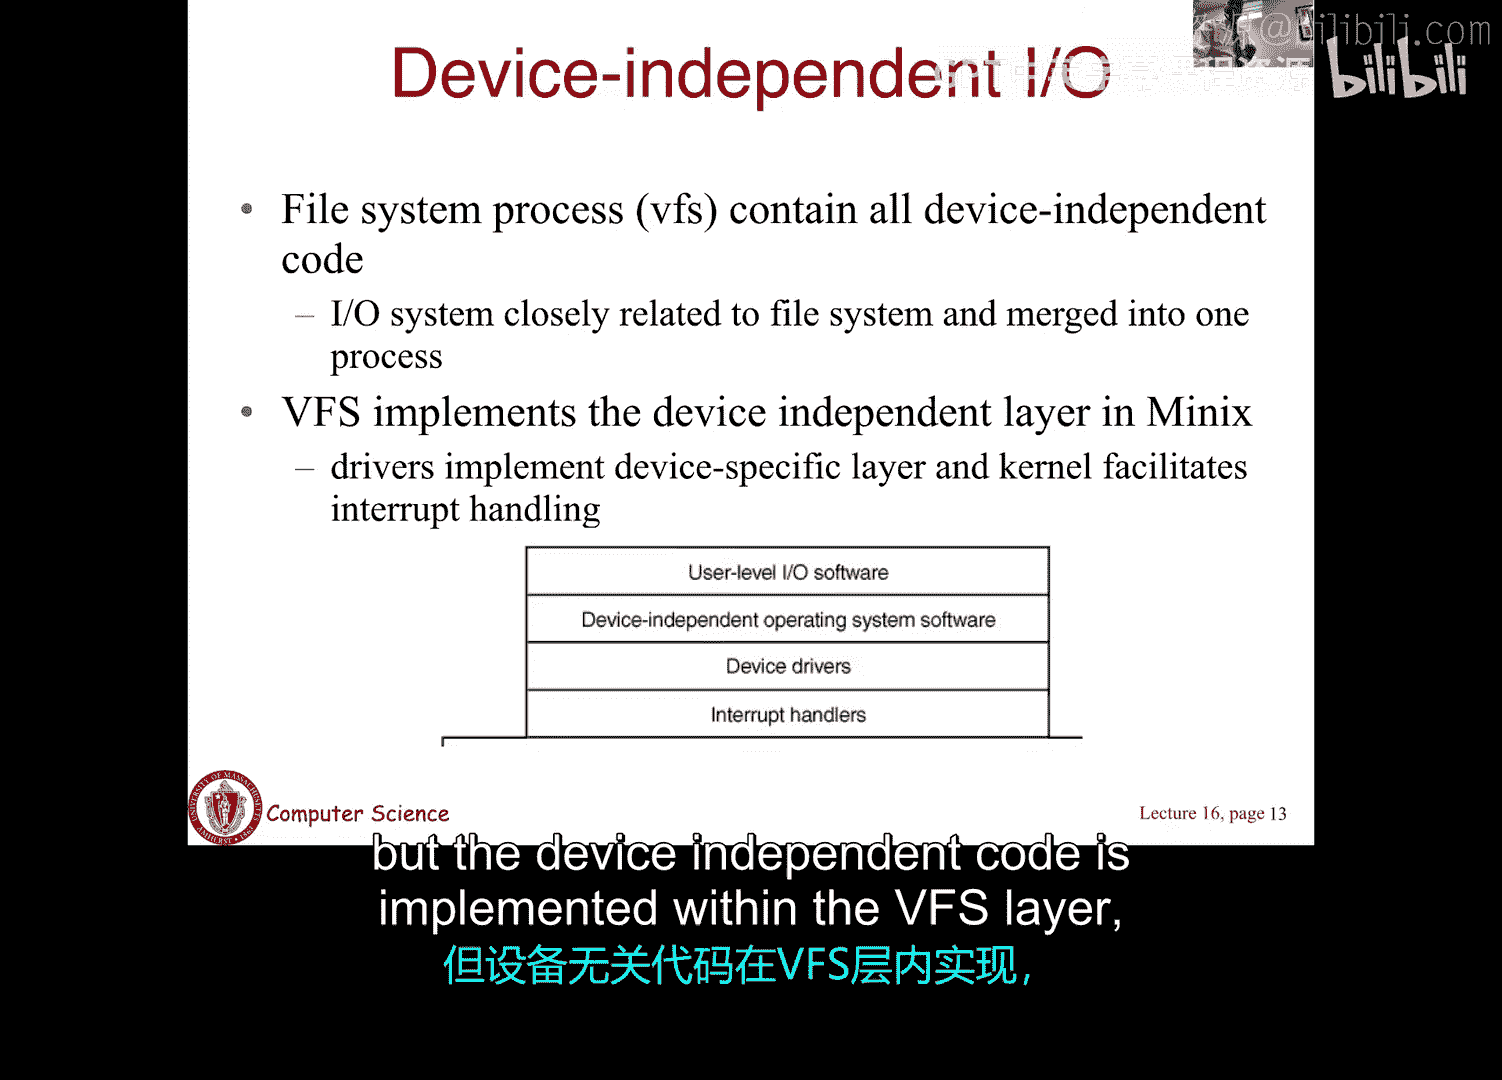 @bilibili.com
bilibili
Device-independent I/O
• File system process (vfs) contain all device-independent
code
– I/O system closely related to file system and merged into one
process
• VFS implements the device independent layer in Minix
– drivers implement device-specific layer and kernel facilitates
interrupt handling
User-level I/O software
Device-independent operating system software
Device drivers
Interrupt handlers
Computer Science
Lecture 16, page 13
but the device independent code is
implemented within the VFS layer,
但设备无关代码在VFS层内实现,